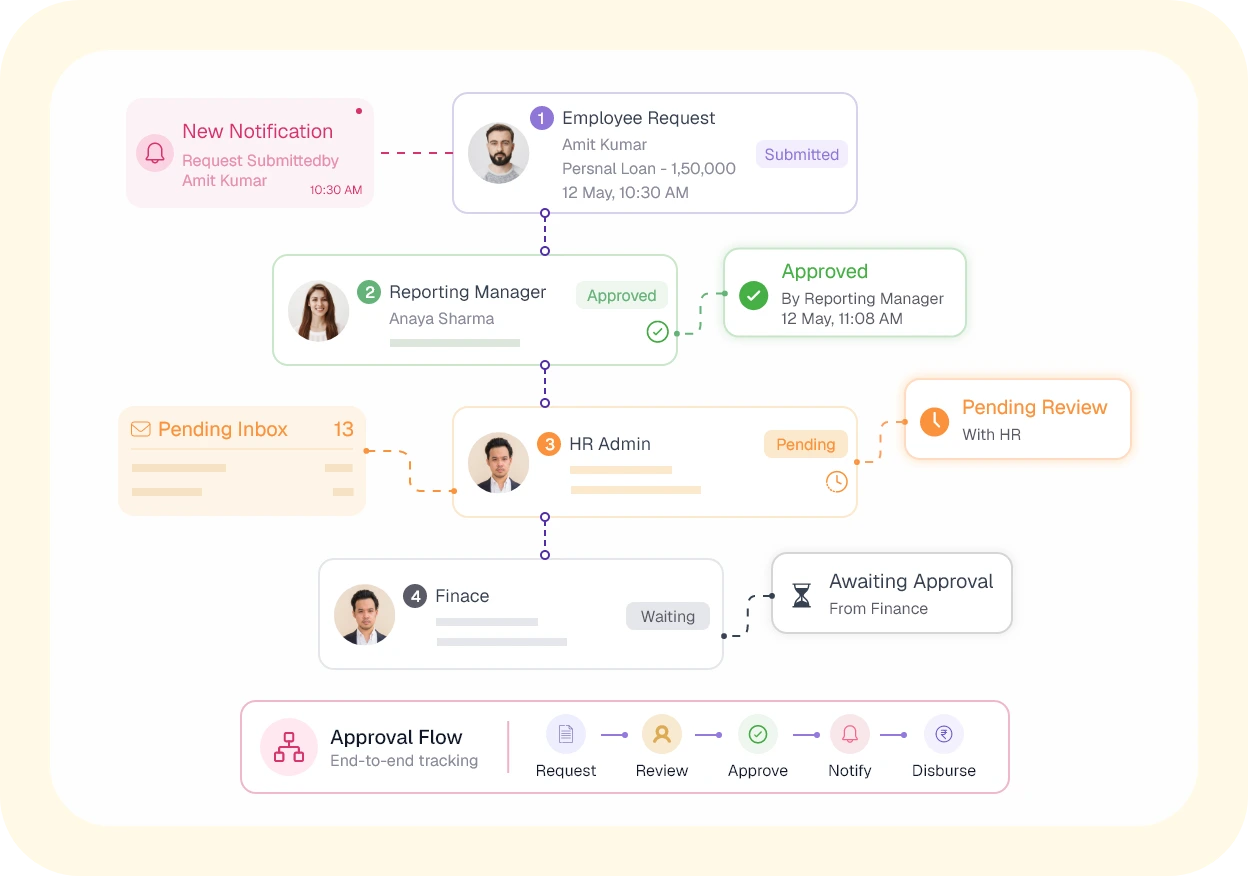 New Notification
Request Submittedby
Amit Kumar
10:30 AM
1 Employee Request
Amit Kumar
Persnal Loan - 1,50,000
12 May, 10:30 AM
Submitted
2 Reporting Manager
Anaya Sharma
Approved
Approved
By Reporting Manager
12 May, 11:08 AM
Pending Inbox 13
3 HR Admin
Pending
Pending Review
With HR
4 Finace
Waiting
Awaiting Approval
From Finance
Approval Flow
End-to-end tracking
₹
Request Review Approve Notify Disburse